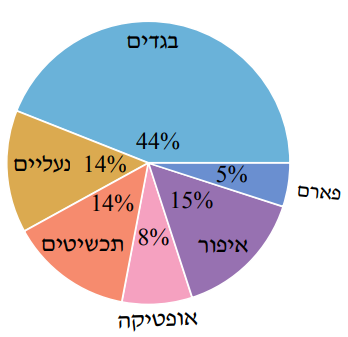 בגדים
44%
נעליים 14%
5%
פארם
14%
15%
תכשיטים
8%
איפור
אופטיקה